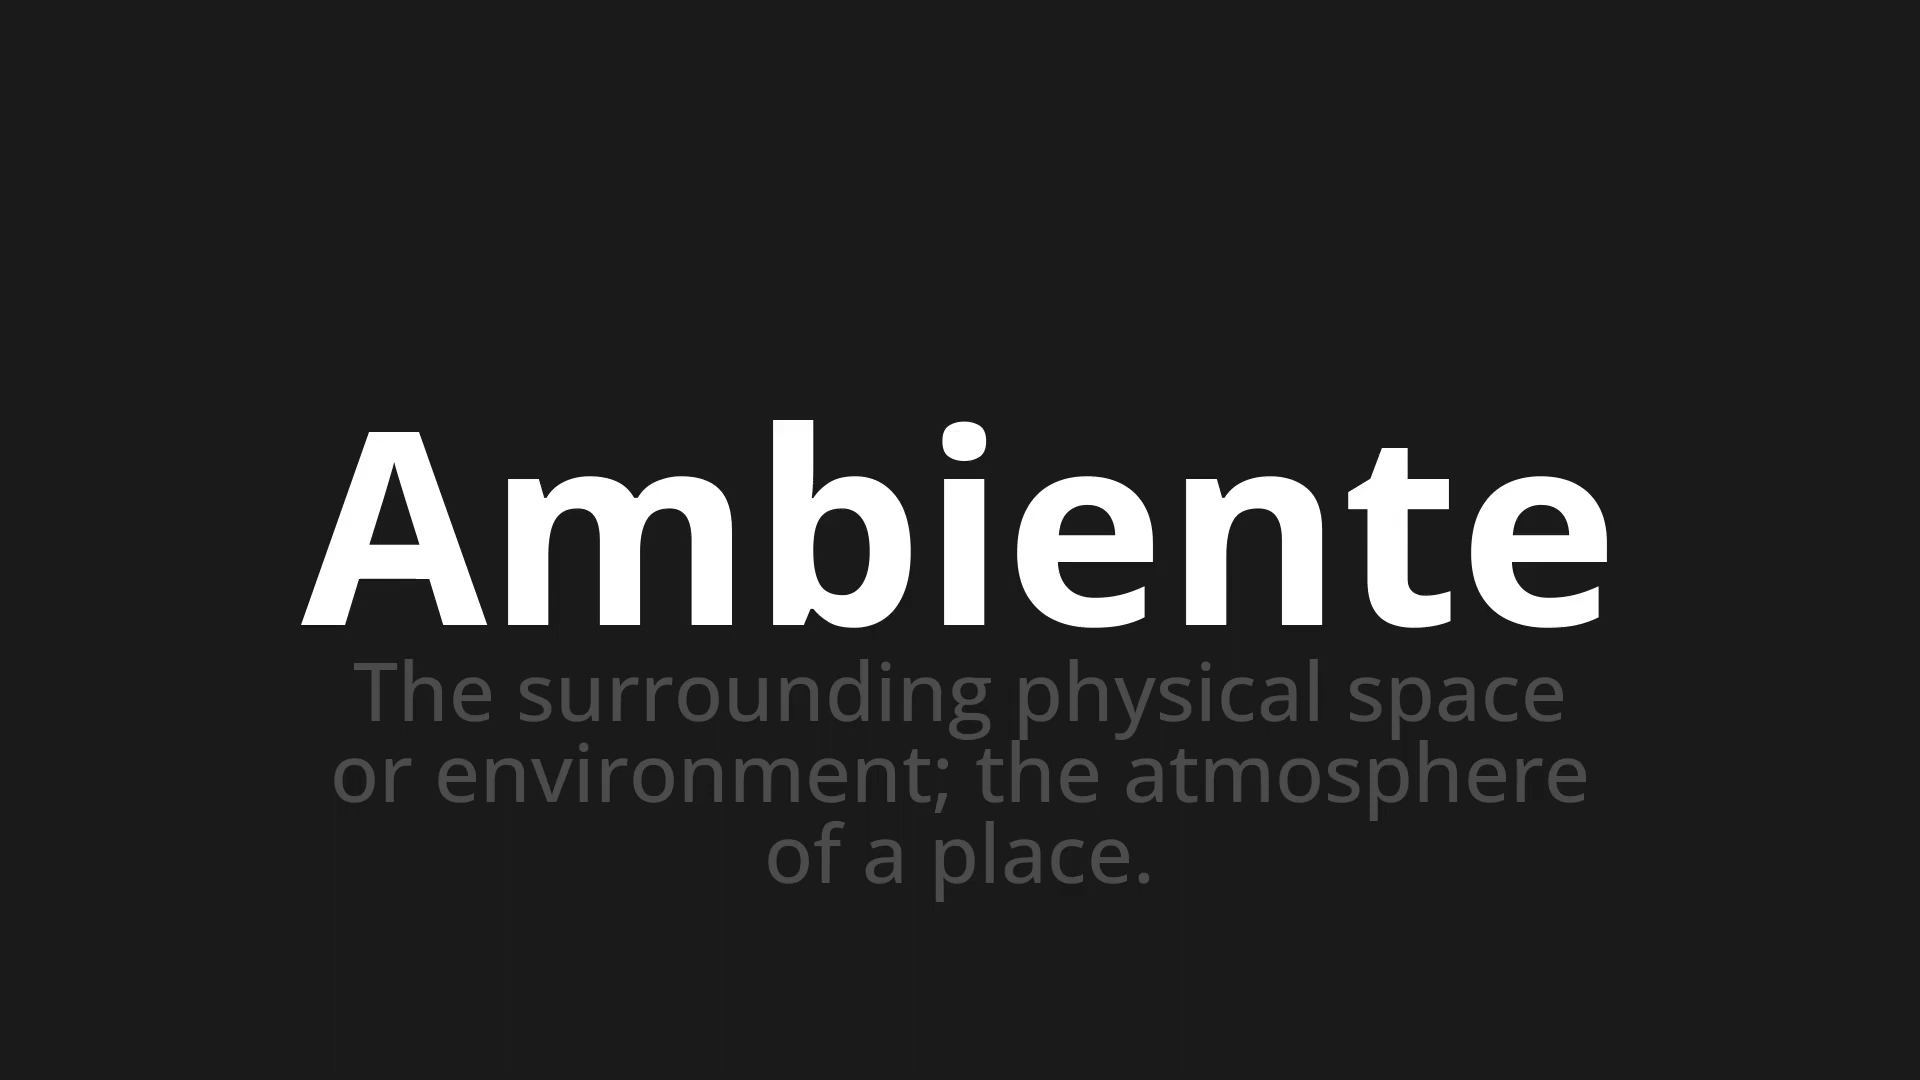 Ambiente
The surrounding physical space
or environment; the atmosphere
of a place.